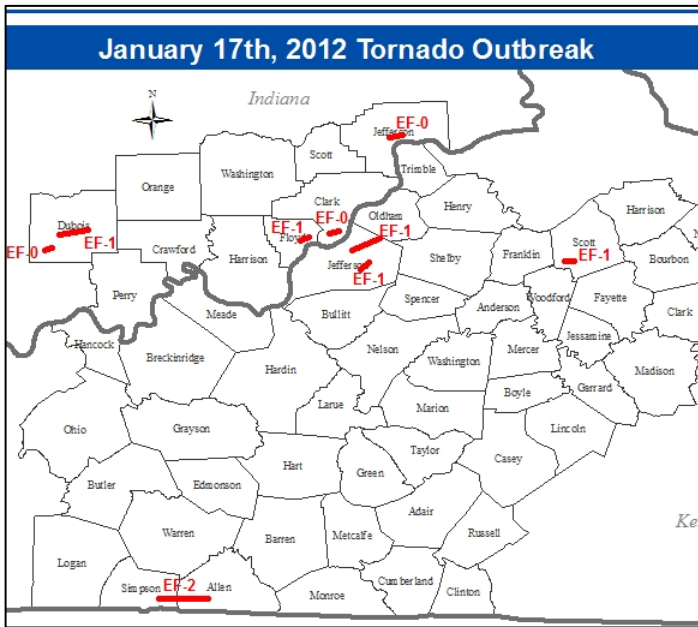 January 17th, 2012 Tornado Outbreak
N
Indiana
Jefferson
EF-0
Scott
Trimble
Washington
Orange
Clark
Henry
Oldham
Harrison
Dubois
EF-0
EF-1
EF-1
Floyd
EF-0
EF-1
Scott
EF-1
Crawford
Harrison
Jefferson
EF-1
Shelby
Franklin
Bourbon
N
Perry
Meade
Bullitt
Spencer
Anderson
Woodford
Fayette
Clark
Hancock
Breckinridge
Hardin
Nelson
Washington
Mercer
Jessamine
Madison
Boyle
Garrard
Larue
Marion
Ohio
Grayson
Lincoln
Taylor
Casey
Hart
Green
Butler
Edmonson
Adair
Warren
Barren
Metcalfe
Russell
Ke
Logan
Simpson
EF-2
Allen
Monroe
Cumberland
Clinton